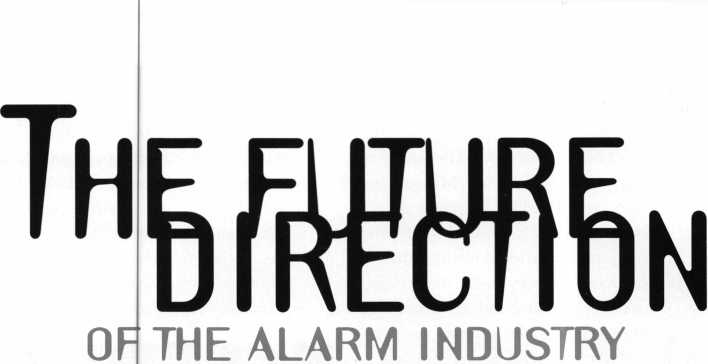 THE FUTURE
DIRECTION
OF THE ALARM INDUSTRY